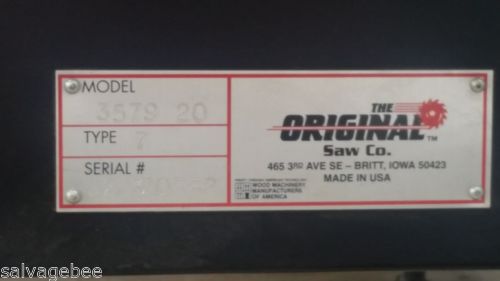 MODEL
3579 20
TYPE 7
SERIAL #
THE
ORIGINAL™
Saw Co.
465 3RD AVE SE – BRITT, IOWA 50423
MADE IN USA
WOOD MACHINERY
MANUFACTURERS
OF AMERICA
salvagebee